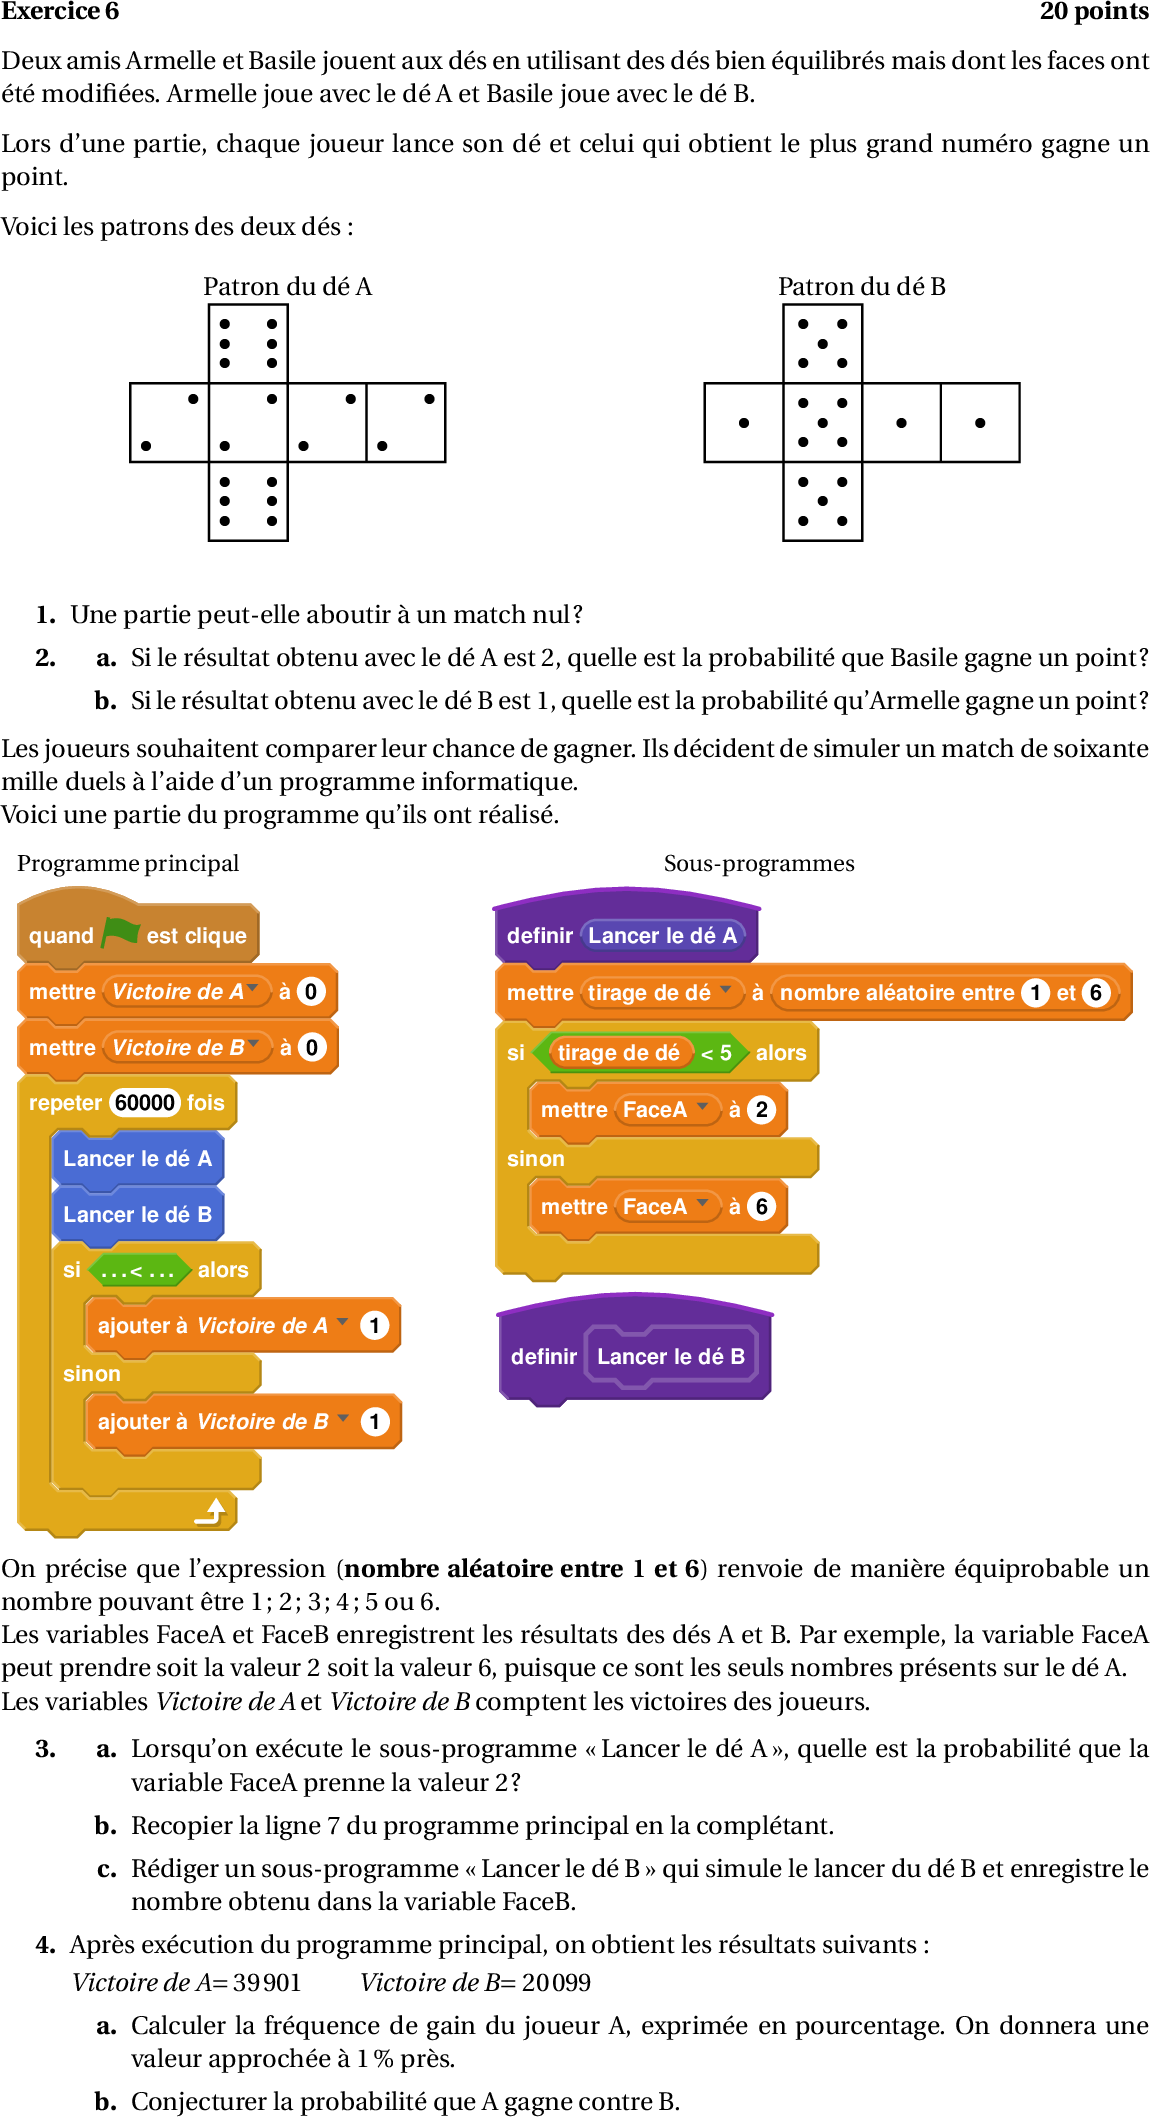 Exercice 6 20 points
Deux amis Armelle et Basile jouent aux dés en utilisant des dés bien équilibrés mais dont les faces ont
été modifiées. Armelle joue avec le dé A et Basile joue avec le dé B.
Lors d’une partie, chaque joueur lance son dé et celui qui obtient le plus grand numéro gagne un
point.
Voici les patrons des deux dés :
Patron du dé A Patron du dé B
1. Une partie peut-elle aboutir à un match nul ?
2. a. Si le résultat obtenu avec le dé A est 2, quelle est la probabilité que Basile gagne un point ?
b. Si le résultat obtenu avec le dé B est 1, quelle est la probabilité qu’Armelle gagne un point ?
Les joueurs souhaitent comparer leur chance de gagner. Ils décident de simuler un match de soixante
mille duels à l’aide d’un programme informatique.
Voici une partie du programme qu’ils ont réalisé.
Programme principal
quand est clique
mettre Victoire de A à 0
mettre Victoire de B à 0
repeter 60000 fois
Lancer le dé A
Lancer le dé B
si ...< ... alors
ajouter à Victoire de A 1
sinon
ajouter à Victoire de B 1
Sous-programmes
definir Lancer le dé A
mettre tirage de dé à nombre aléatoire entre 1 et 6
si tirage de dé < 5 alors
mettre FaceA à 2
sinon
mettre FaceA à 6
definir Lancer le dé B
On précise que l’expression (nombre aléatoire entre 1 et 6) renvoie de manière équiprobable un
nombre pouvant être 1 ; 2 ; 3 ; 4 ; 5 ou 6.
Les variables FaceA et FaceB enregistrent les résultats des dés A et B. Par exemple, la variable FaceA
peut prendre soit la valeur 2 soit la valeur 6, puisque ce sont les seuls nombres présents sur le dé A.
Les variables Victoire de A et Victoire de B comptent les victoires des joueurs.
3. a. Lorsqu’on exécute le sous-programme « Lancer le dé A », quelle est la probabilité que la
variable FaceA prenne la valeur 2 ?
b. Recopier la ligne 7 du programme principal en la complétant.
c. Rédiger un sous-programme « Lancer le dé B » qui simule le lancer du dé B et enregistre le
nombre obtenu dans la variable FaceB.
4. Après exécution du programme principal, on obtient les résultats suivants :
Victoire de A= 39 901 Victoire de B= 20 099
a. Calculer la fréquence de gain du joueur A, exprimée en pourcentage. On donnera une
valeur approchée à 1 % près.
b. Conjecturer la probabilité que A gagne contre B.